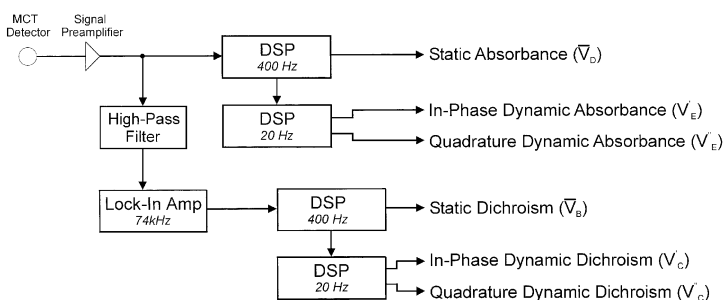 MCT
Detector
Signal
Preamplifier
DSP
400 Hz
Static Absorbance (V̅D)
DSP
20 Hz
In-Phase Dynamic Absorbance (V'E)
Quadrature Dynamic Absorbance (V"E)
High-Pass
Filter
Lock-In Amp
74kHz
DSP
400 Hz
Static Dichroism (V̅B)
DSP
20 Hz
In-Phase Dynamic Dichroism (V'C)
Quadrature Dynamic Dichroism (V"C)